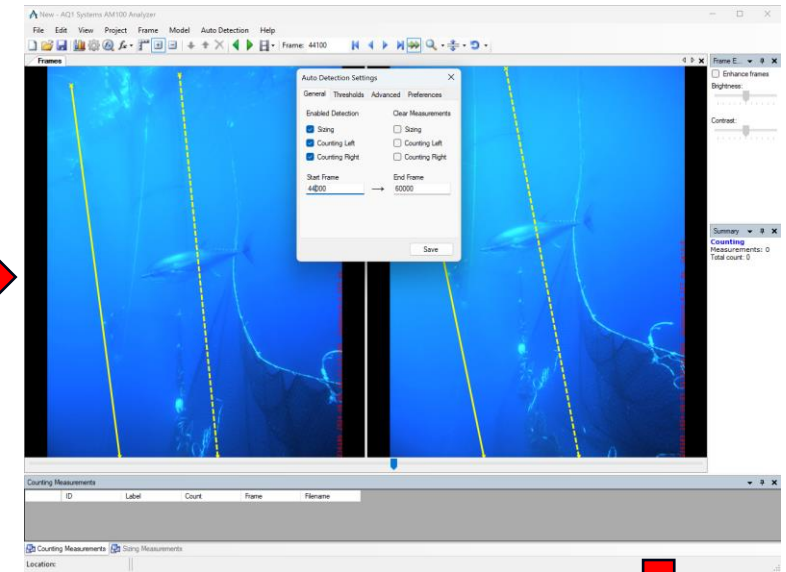 New - AQ1 Systems AM100 Analyzer
File Edit View Project Frame Model Auto Detection Help
Frame: 44100
Frames
Frame E...
Enhance frames
Brightness:
Contrast:
Auto Detection Settings
General Thresholds Advanced Preferences
Enabled Detection Clear Measurements
Sizing Sizing
Counting Left Counting Left
Counting Right Counting Right
Start Frame End Frame
44000 → 60000
Save
Summary
Counting
Measurements: 0
Total count: 0
Counting Measurements
ID Label Count Frame Filename
Counting Measurements Sizing Measurements
Location: